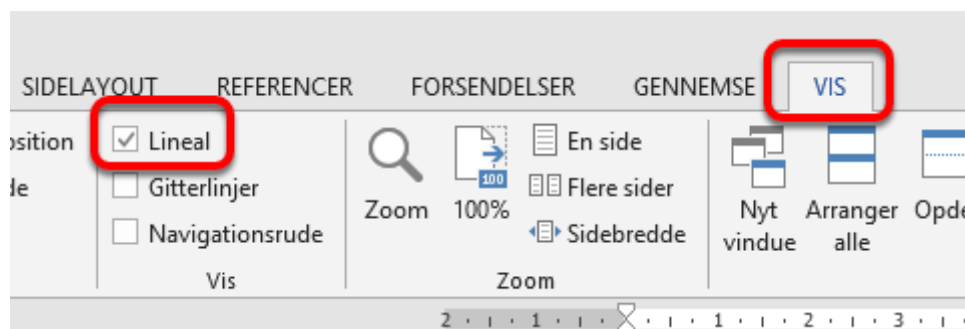 SIDELAYOUT REFERENCER FORSENDELSER GENNEMSE VIS
Lineal
Gitterlinjer
Navigationsrude
Vis
Zoom
100
100%
En side
Flere sider
Sidebredde
Zoom
Nyt vindue
Arranger alle
2 1 1 2 3